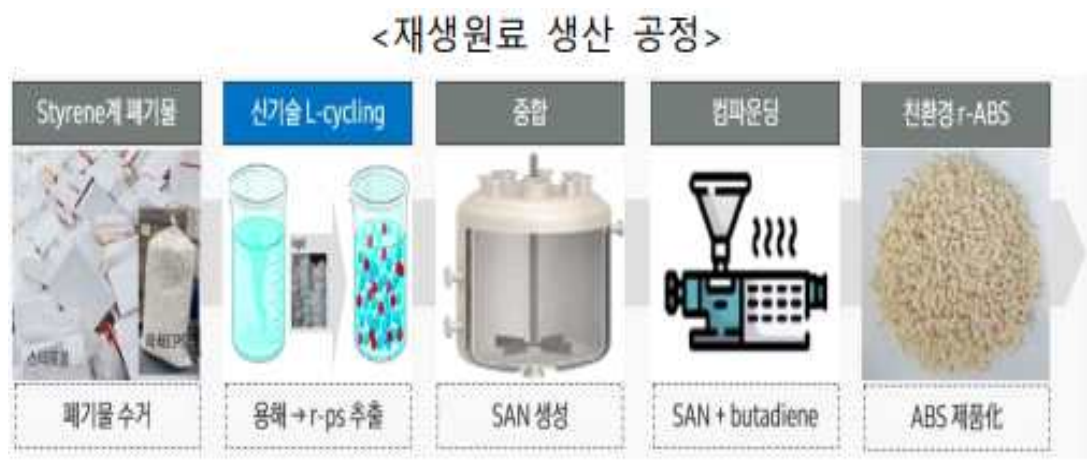 <재생원료 생산 공정>
Styrene계 폐기물
신기술 L-cycling
중합
컴파운딩
친환경 r-ABS
폐기물 수거
용해 → r-ps 추출
SAN 생성
SAN + butadiene
ABS 제품化